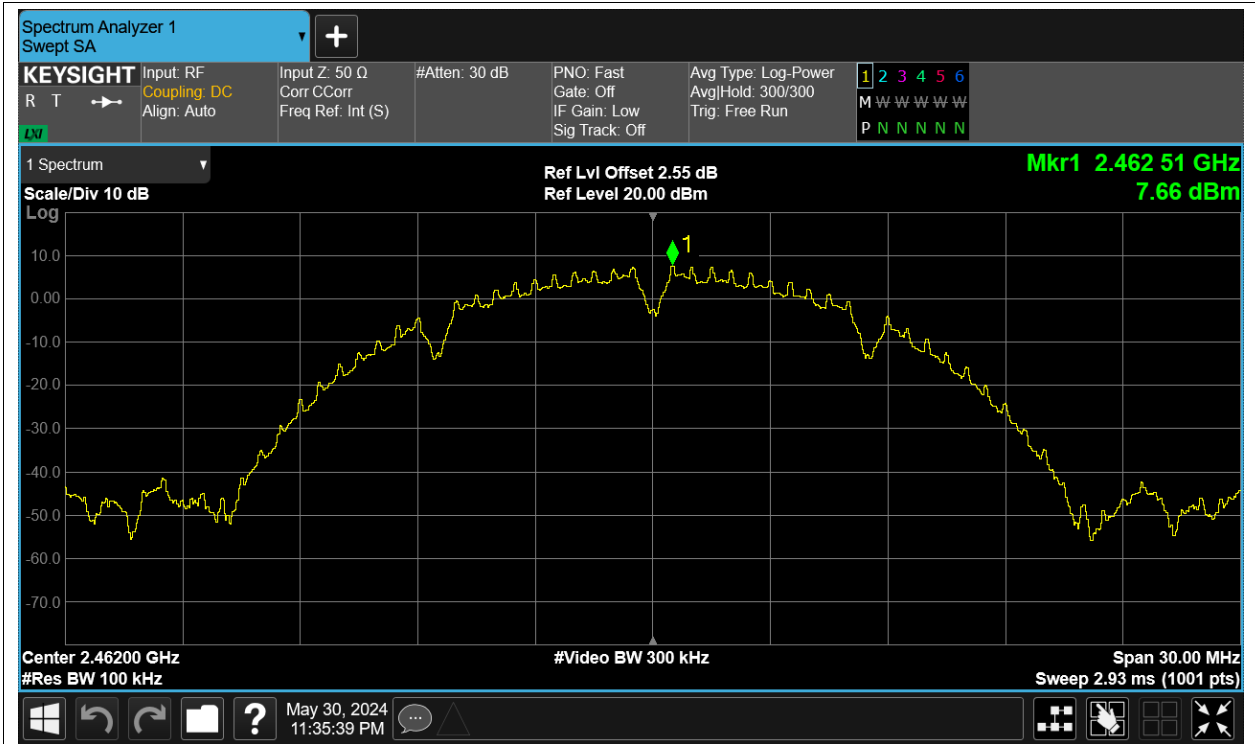 Spectrum Analyzer 1
Swept SA
KEYSIGHT
R T
LXI
Input: RF
Coupling: DC
Align: Auto
Input Z: 50 Ω
Corr CCorr
Freq Ref: Int (S)
#Atten: 30 dB
PNO: Fast
Gate: Off
IF Gain: Low
Sig Track: Off
Avg Type: Log-Power
Avg|Hold: 300/300
Trig: Free Run
1 2 3 4 5 6
M W W W W W
P N N N N N
1 Spectrum
Scale/Div 10 dB
Log
Ref Lvl Offset 2.55 dB
Ref Level 20.00 dBm
Mkr1 2.462 51 GHz
7.66 dBm
1
10.0
0.00
-10.0
-20.0
-30.0
-40.0
-50.0
-60.0
-70.0
Center 2.46200 GHz
#Res BW 100 kHz
#Video BW 300 kHz
Span 30.00 MHz
Sweep 2.93 ms (1001 pts)
?
May 30, 2024
11:35:39 PM